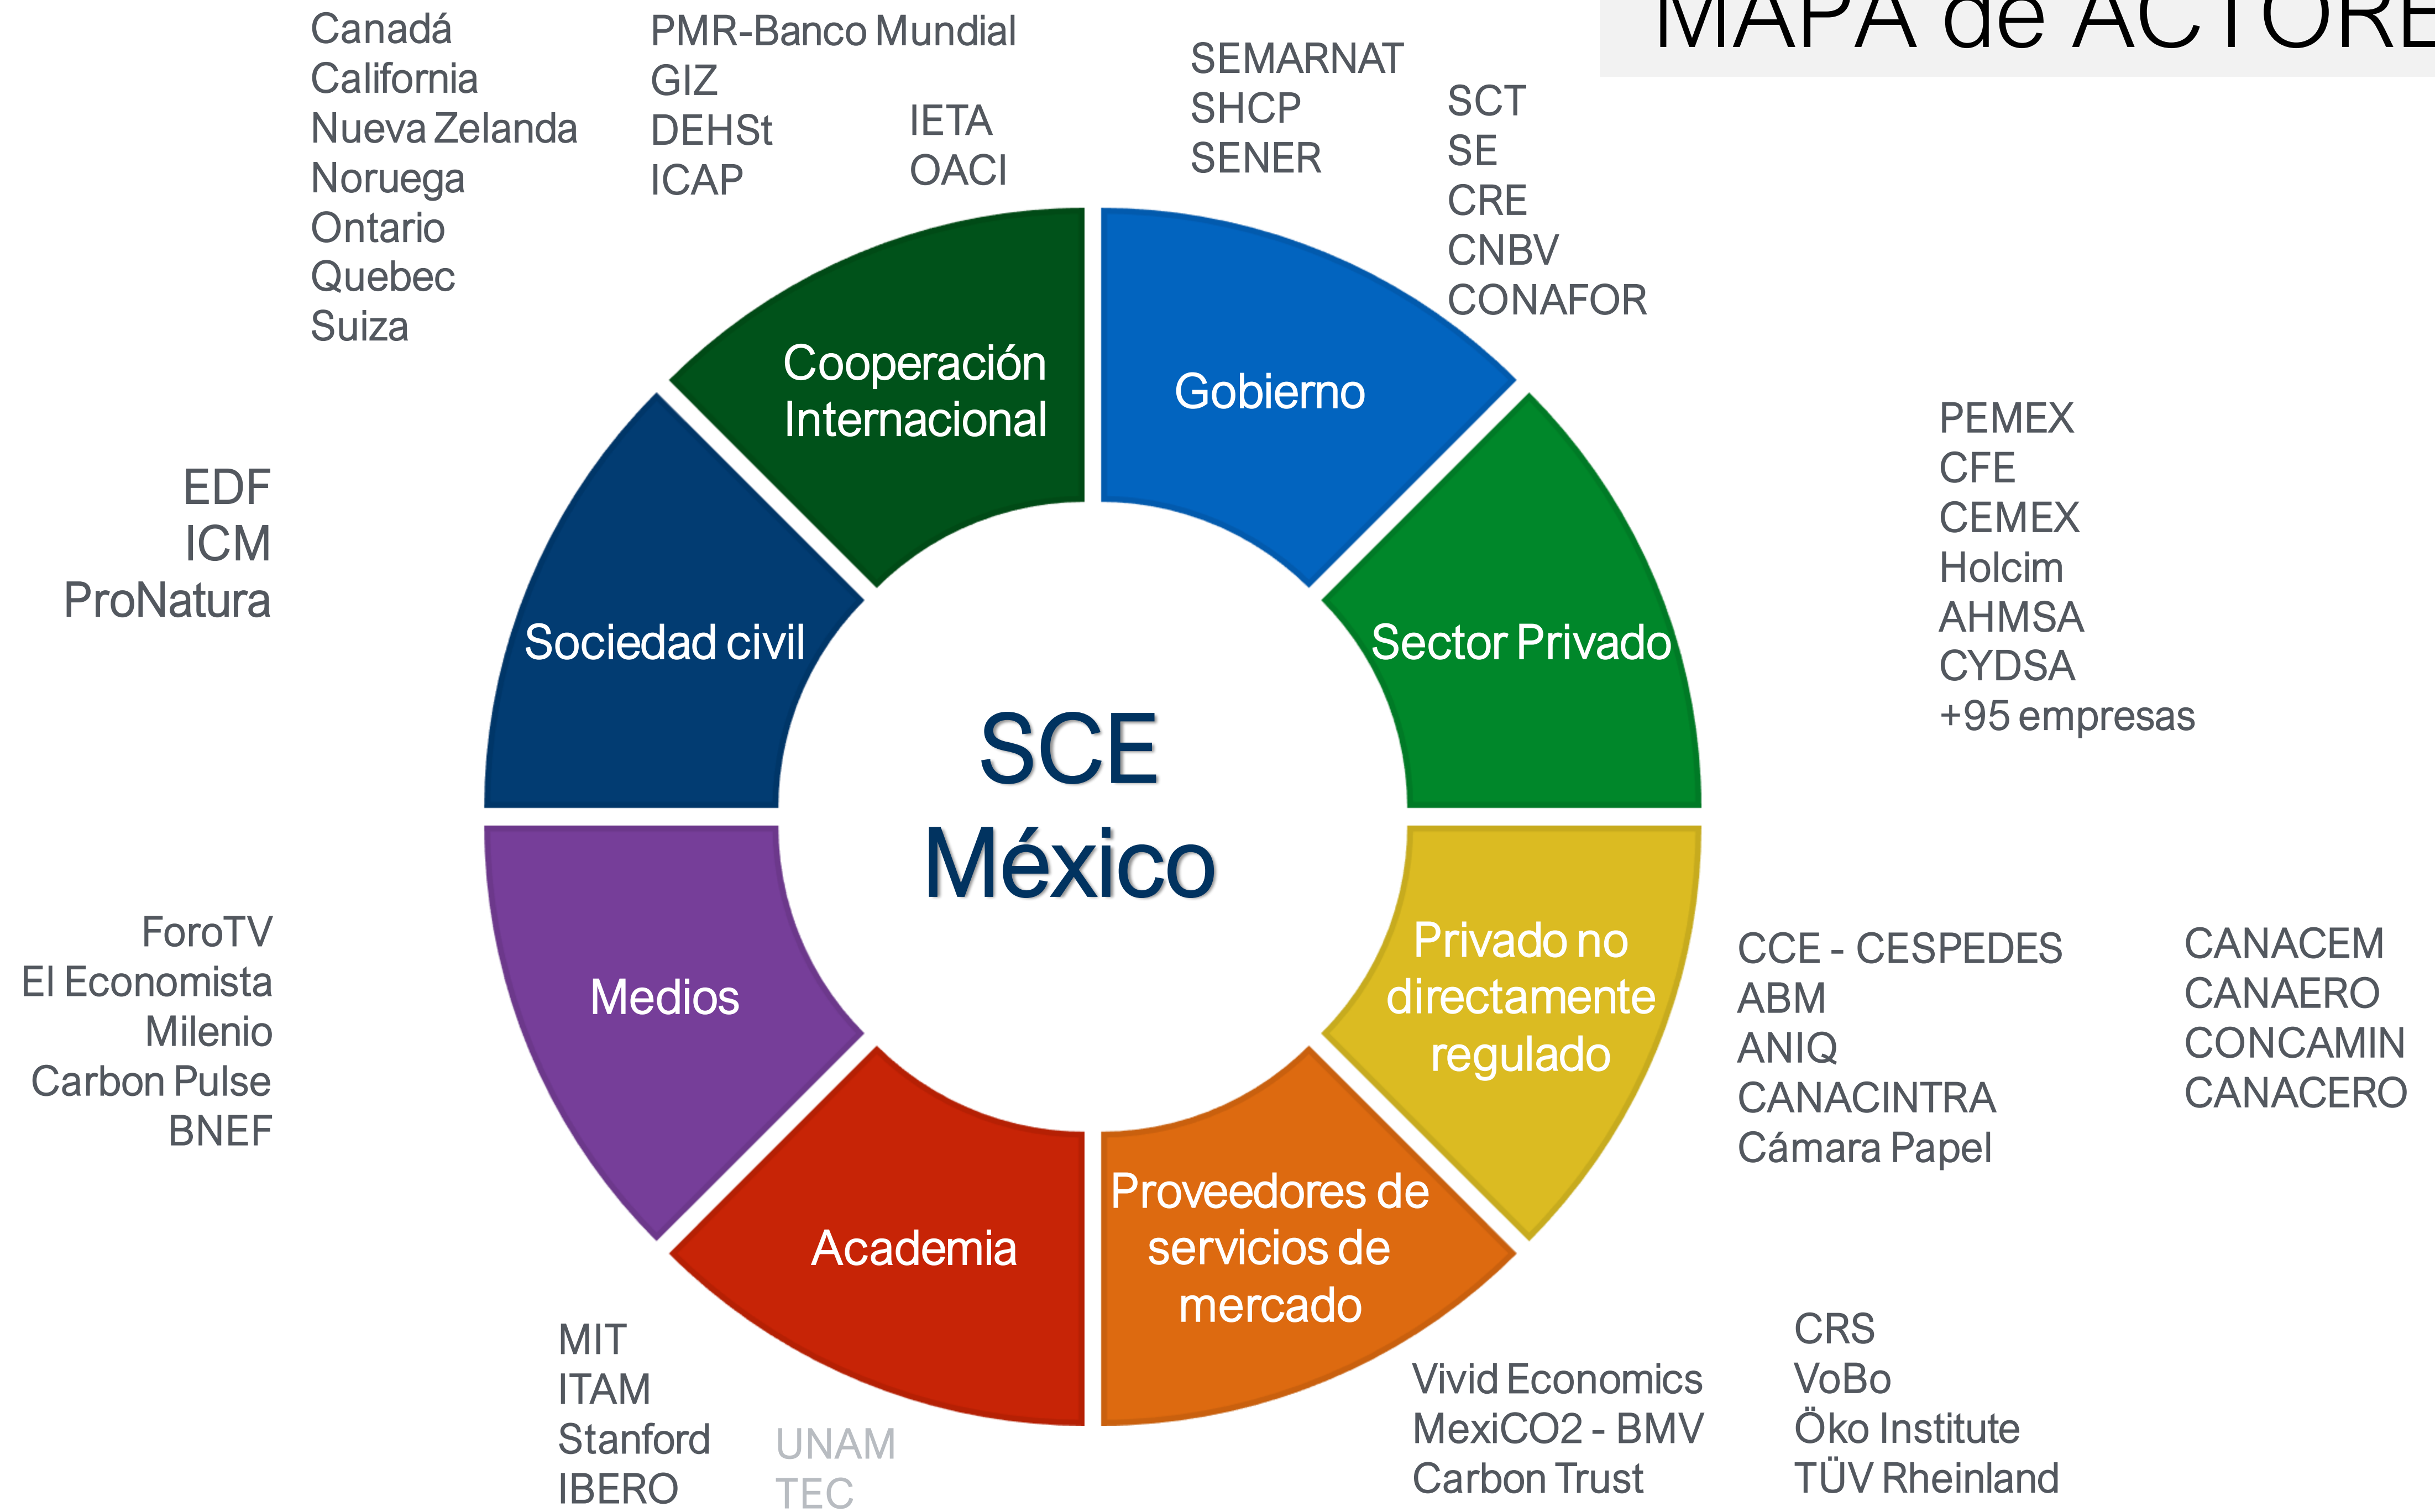 MAPA de ACTORE
Canadá
California
Nueva Zelanda
Noruega
Ontario
Quebec
Suiza
PMR-Banco Mundial
GIZ
DEHSt
ICAP
IETA
OACI
SEMARNAT
SHCP
SENER
SCT
SE
CRE
CNBV
CONAFOR
Cooperación
Internacional
Gobierno
EDF
ICM
ProNatura
Sociedad civil
Sector Privado
PEMEX
CFE
CEMEX
Holcim
AHMSA
CYDSA
+95 empresas
SCE
México
ForoTV
El Economista
Milenio
Carbon Pulse
BNEF
Medios
Privado no
directamente
regulado
CCE - CESPEDES
ABM
ANIQ
CANACINTRA
Cámara Papel
CANACEM
CANAERO
CONCAMIN
CANACERO
Academia
Proveedores de
servicios de
mercado
MIT
ITAM
Stanford
IBERO
UNAM
TEC
Vivid Economics
MexiCO2 - BMV
Carbon Trust
CRS
VoBo
Öko Institute
TÜV Rheinland